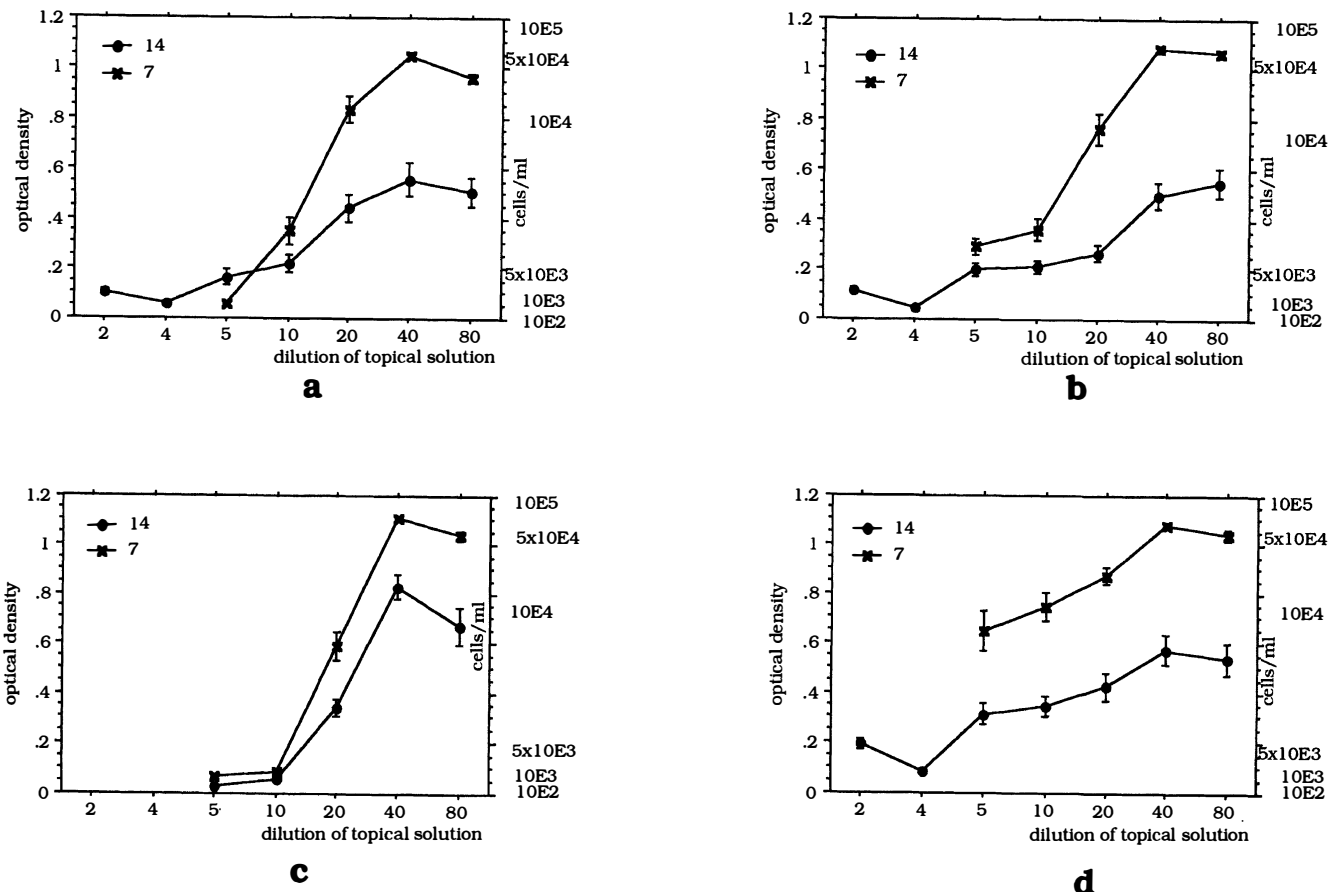 1.2
1
.8
.6
.4
.2
0
optical density
14
7
10E5
5x10E4
10E4
cells/ml
5x10E3
10E3
10E2
2 4 5 10 20 40 80
dilution of topical solution
a
1.2
1
.8
.6
.4
.2
0
optical density
14
7
10E5
5x10E4
10E4
cells/ml
5x10E3
10E3
10E2
2 4 5 10 20 40 80
dilution of topical solution
b
1.2
1
0.8
.6
.4
.2
0
optical density
14
7
10E5
5x10E4
10E4
cells/ml
5x10E3
10E3
10E2
2 4 5 10 20 40 80
dilution of topical solution
c
1.2
1
0.8
.6
.4
.2
0
optical density
14
7
10E5
5x10E4
10E4
cells/ml
5x10E3
10E3
10E2
2 4 5 10 20 40 80
dilution of topical solution
d